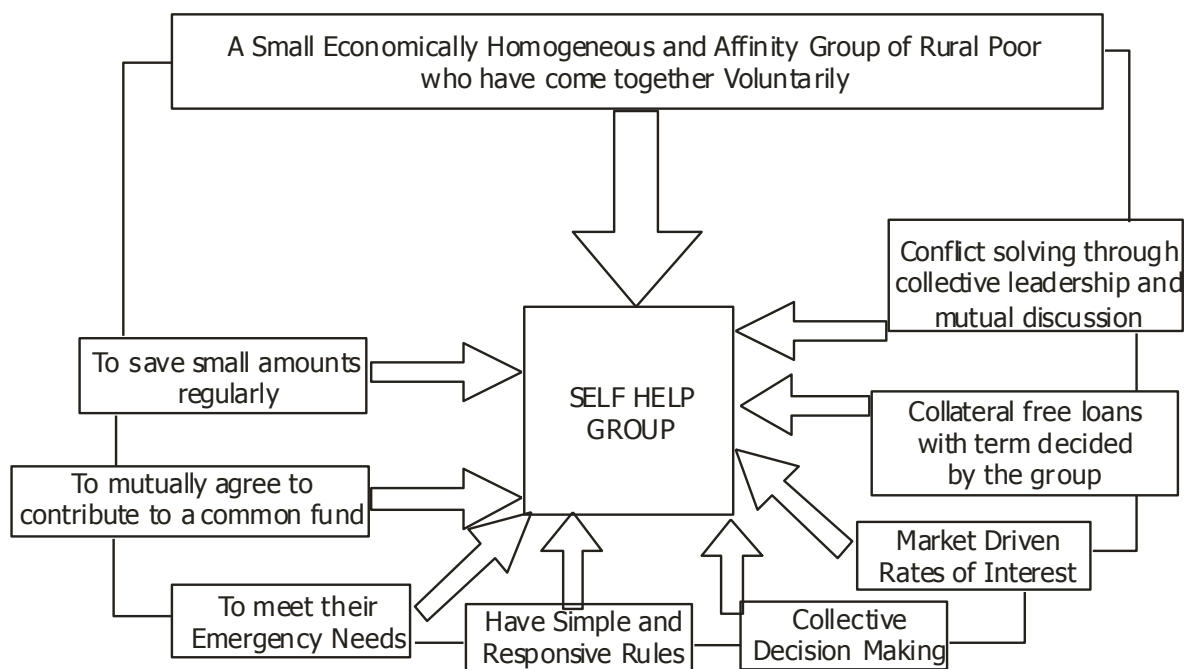 A Small Economically Homogeneous and Affinity Group of Rural Poor
who have come together Voluntarily
Conflict solving through
collective leadership and
mutual discussion
To save small amounts
regularly
SELF HELP
GROUP
Collateral free loans
with term decided
by the group
To mutually agree to
contribute to a common fund
Market Driven
Rates of Interest
To meet their
Emergency Needs
Have Simple and
Responsive Rules
Collective
Decision Making